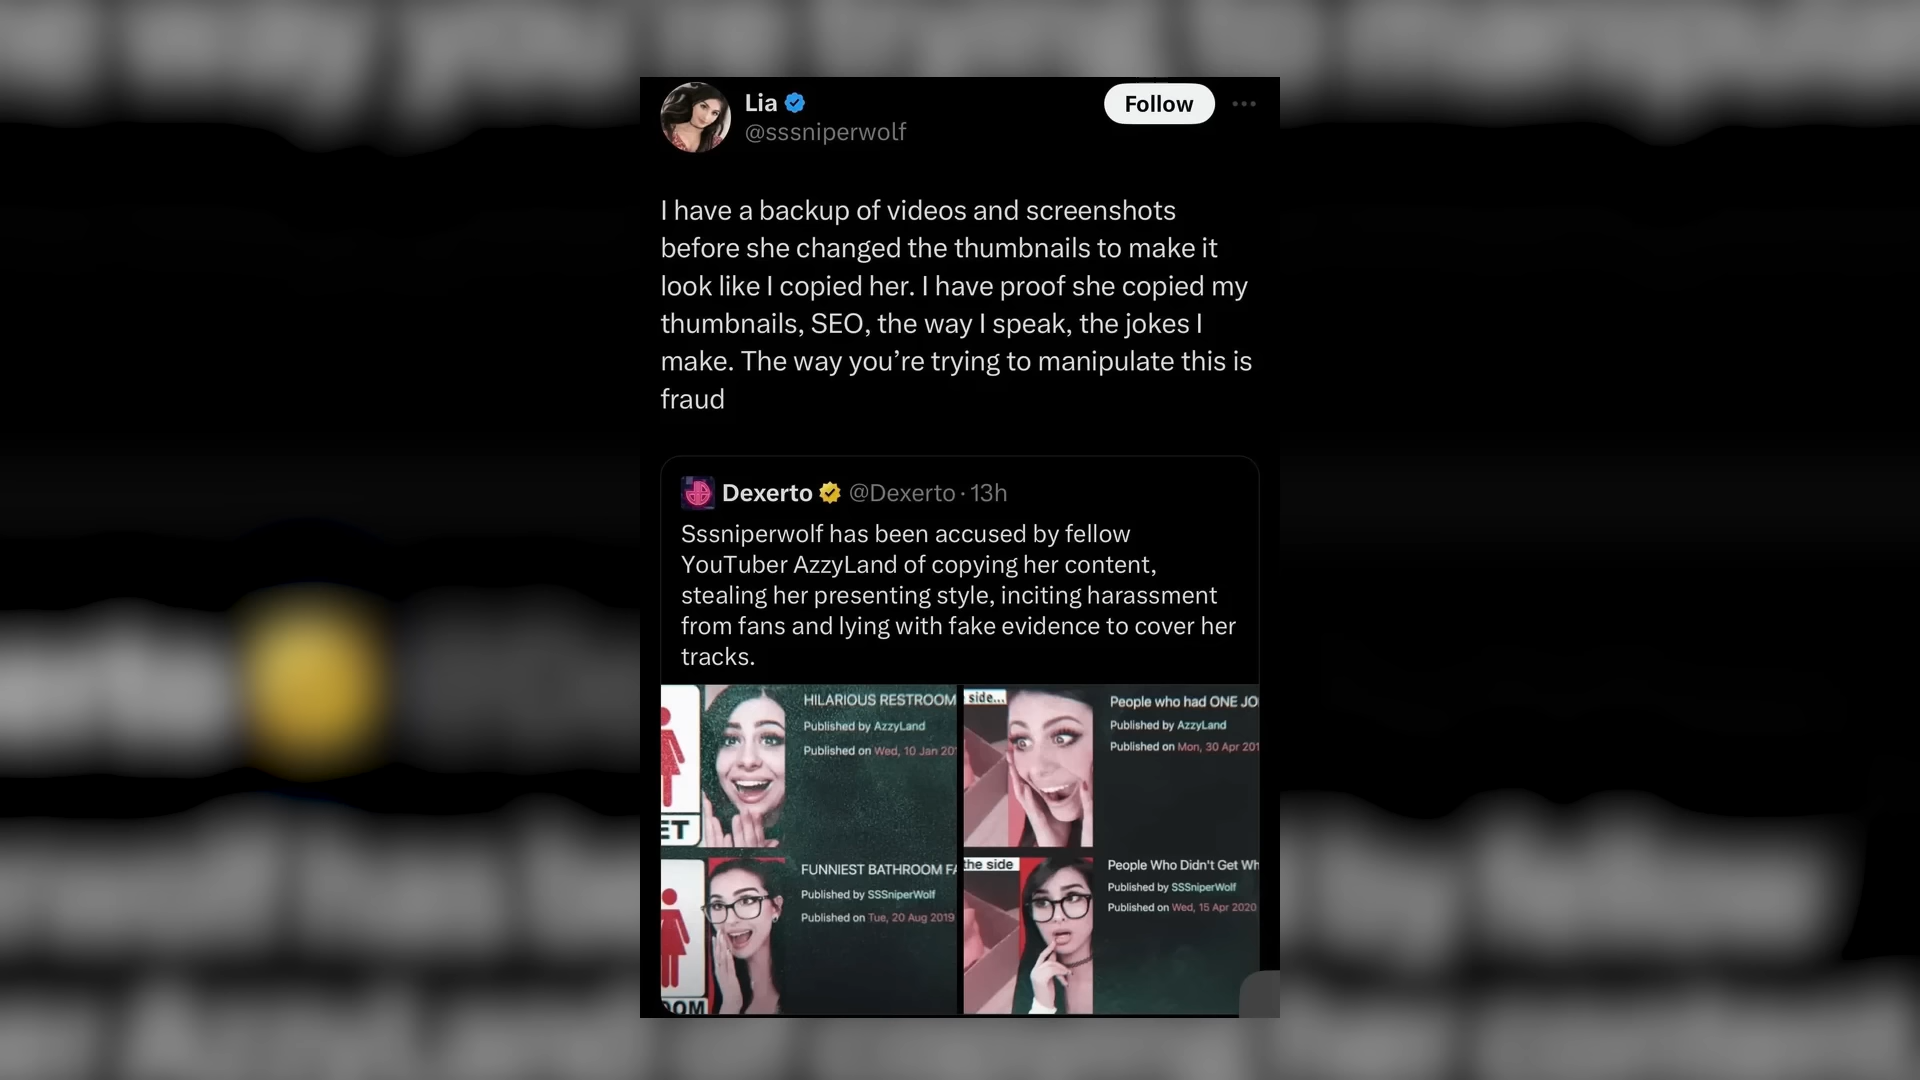 Lia
Follow
@sssniperwolf
I have a backup of videos and screenshots
before she changed the thumbnails to make it
look like I copied her. I have proof she copied my
thumbnails, SEO, the way I speak, the jokes I
make. The way you’re trying to manipulate this is
fraud
Dexerto @Dexerto · 13h
Sssniperwolf has been accused by fellow
YouTuber AzzyLand of copying her content,
stealing her presenting style, inciting harassment
from fans and lying with fake evidence to cover her
tracks.
HILARIOUS RESTROOM
Published by AzzyLand
Published on Wed, 10 Jan 20
ET
side...
People who had ONE JO
Published by AzzyLand
Published on Mon, 30 Apr 201
FUNNIEST BATHROOM FA
Published by SSSniperWolf
Published on Tue, 20 Aug 2019
OOM
the side
People Who Didn't Get Wh
Published by SSSniperWolf
Published on Wed, 15 Apr 2020